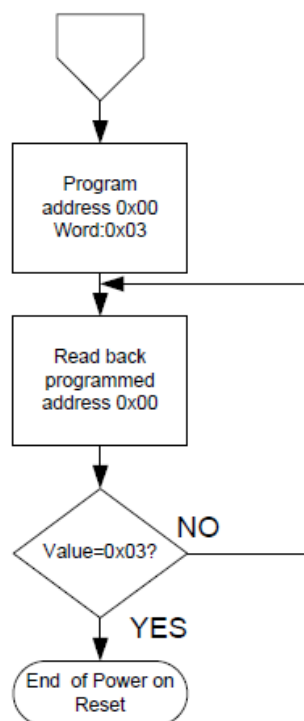 Program
address 0x00
Word:0x03
Read back
programmed
address 0x00
Value=0x03?
NO
YES
End  of Power on
Reset